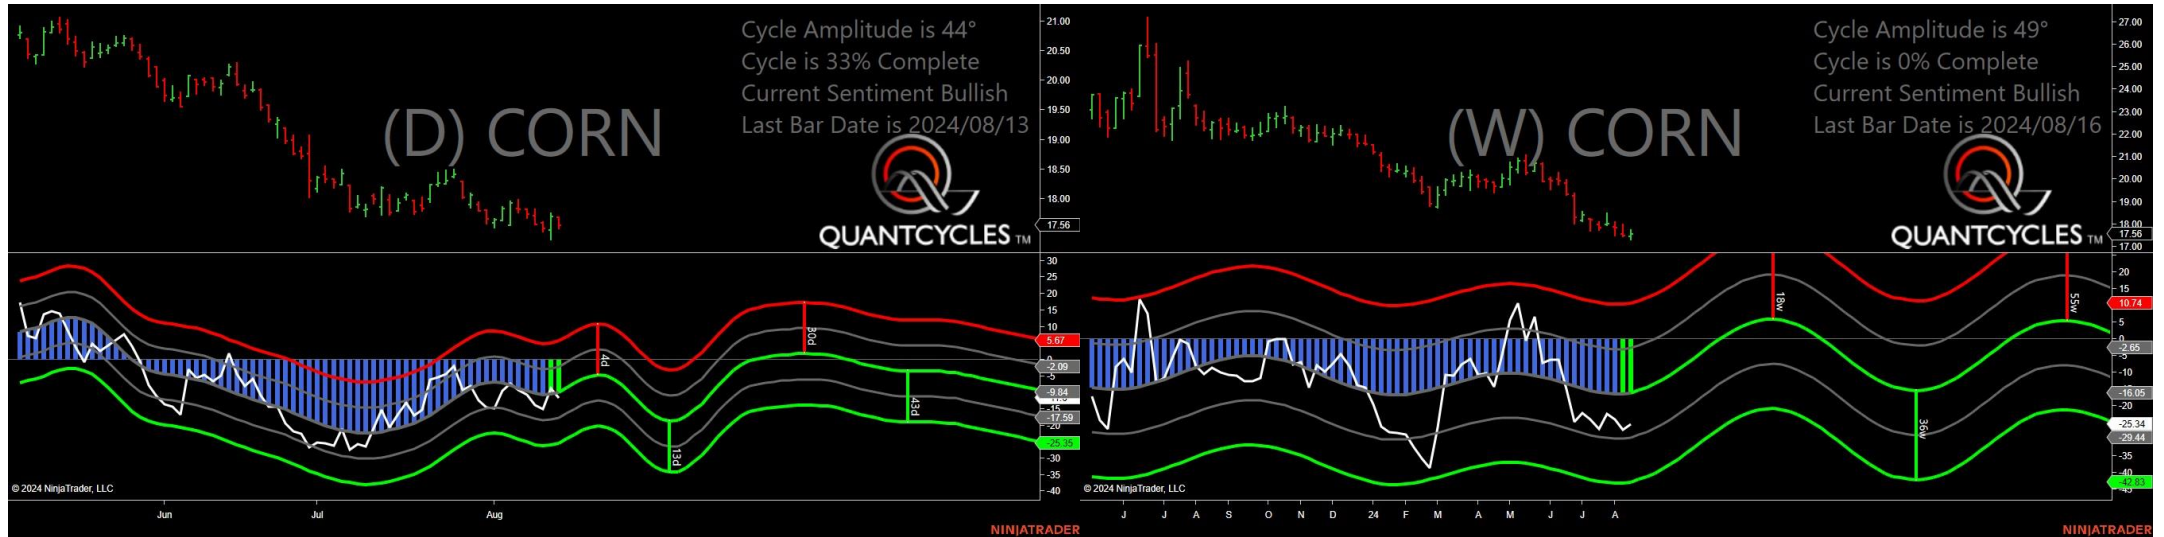 Cycle Amplitude is 44°
Cycle is 33% Complete
Current Sentiment Bullish
Last Bar Date is 2024/08/13
(D) CORN
QUANTCYCLES TM
21.00
20.50
20.00
19.50
19.00
18.50
18.00
17.56
30
25
20
15
10
5.67
0
-2.09
-5
-9.84
-15
-17.59
-20
-25.35
-30
-35
-40
4d
13d
30d
43d
© 2024 NinjaTrader, LLC
Jun
Jul
Aug
NINJATRADER
Cycle Amplitude is 49°
Cycle is 0% Complete
Current Sentiment Bullish
Last Bar Date is 2024/08/16
(W) CORN
QUANTCYCLES TM
27.00
26.00
25.00
24.00
23.00
22.00
21.00
20.00
19.00
18.00
17.56
17.00
20
15
10.74
5
0
-2.65
-5
-10
-16.05
-20
-25.34
-29.44
-35
-40
-42.83
18w
36w
55w
© 2024 NinjaTrader, LLC
J
J
A
S
O
N
D
24
F
M
A
M
J
J
A
NINJATRADER